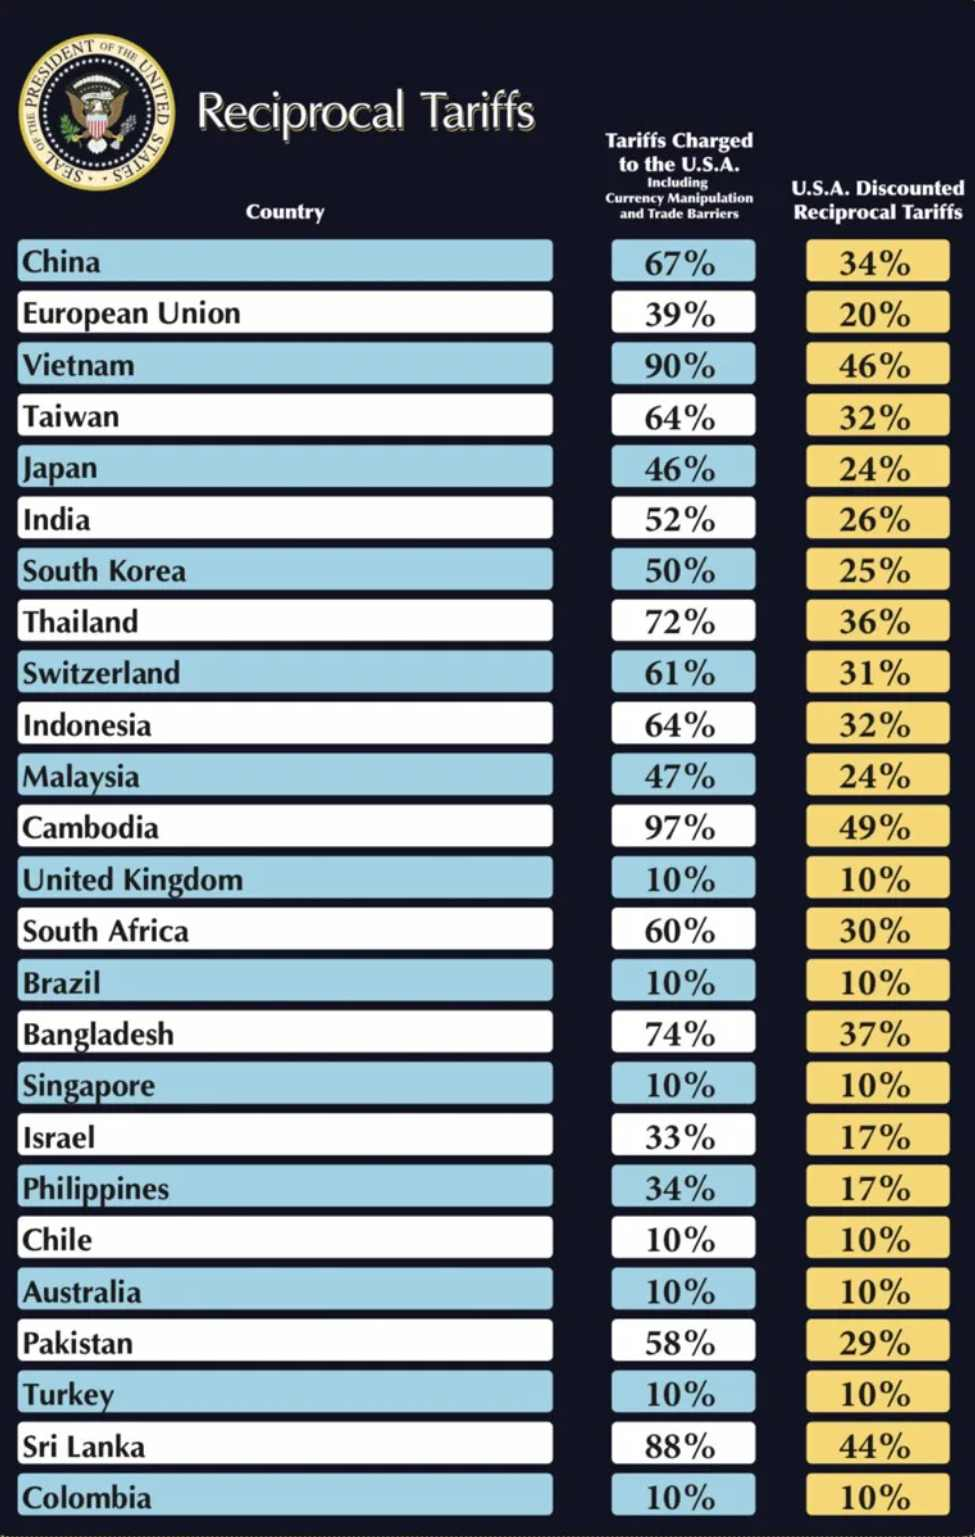 SEAL OF THE PRESIDENT OF THE UNITED STATES
Reciprocal Tariffs
Country
Tariffs Charged
to the U.S.A.
Including
Currency Manipulation
and Trade Barriers
U.S.A. Discounted
Reciprocal Tariffs
China 67% 34%
European Union 39% 20%
Vietnam 90% 46%
Taiwan 64% 32%
Japan 46% 24%
India 52% 26%
South Korea 50% 25%
Thailand 72% 36%
Switzerland 61% 31%
Indonesia 64% 32%
Malaysia 47% 24%
Cambodia 97% 49%
United Kingdom 10% 10%
South Africa 60% 30%
Brazil 10% 10%
Bangladesh 74% 37%
Singapore 10% 10%
Israel 33% 17%
Philippines 34% 17%
Chile 10% 10%
Australia 10% 10%
Pakistan 58% 29%
Turkey 10% 10%
Sri Lanka 88% 44%
Colombia 10% 10%